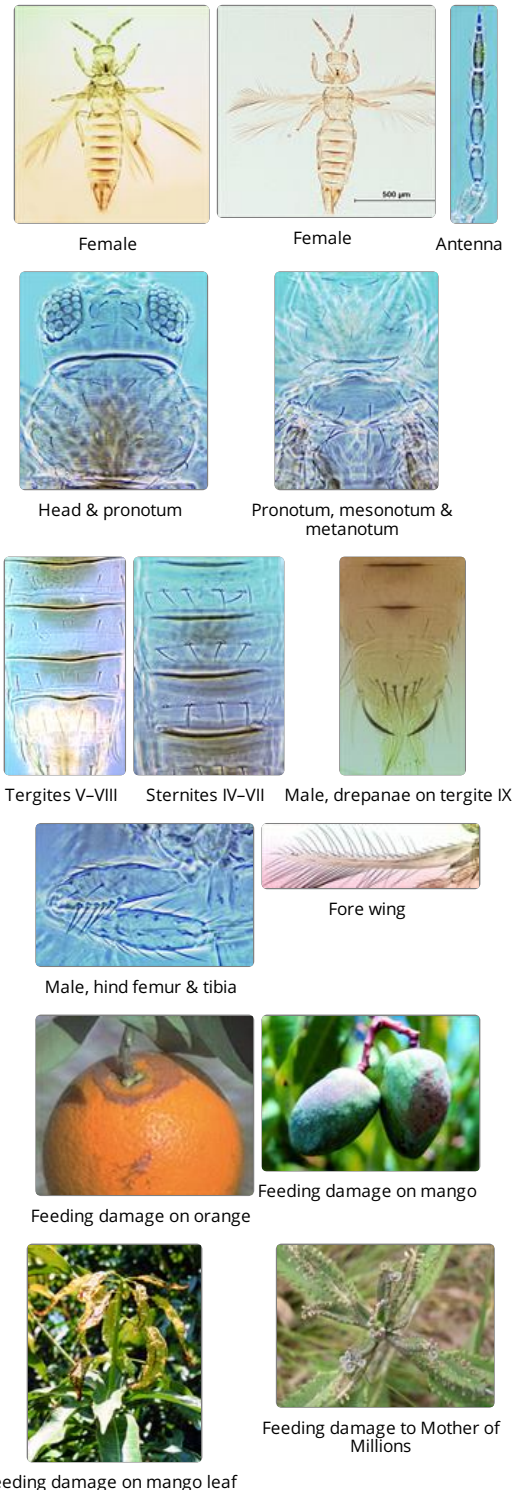 500 µm
Female
Female
Antenna
Head & pronotum
Pronotum, mesonotum &
metanotum
Tergites V–VIII
Sternites IV–VII
Male, drepanae on tergite IX
Fore wing
Male, hind femur & tibia
Feeding damage on mango
Feeding damage on orange
Feeding damage to Mother of
Millions
eeding damage on mango leaf